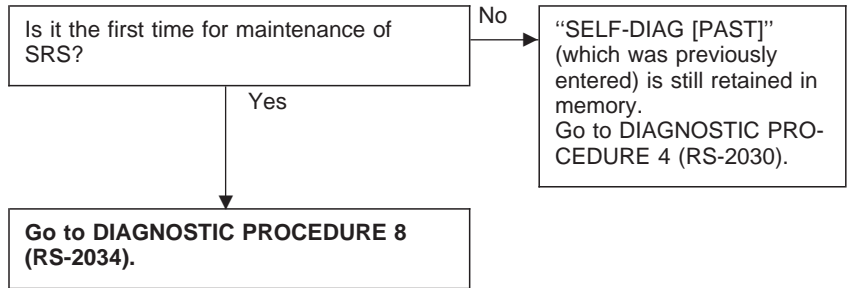 Is it the first time for maintenance of
SRS?
No
‘‘SELF-DIAG [PAST]’’
(which was previously
entered) is still retained in
memory.
Go to DIAGNOSTIC PRO-
CEDURE 4 (RS-2030).
Yes
Go to DIAGNOSTIC PROCEDURE 8
(RS-2034).